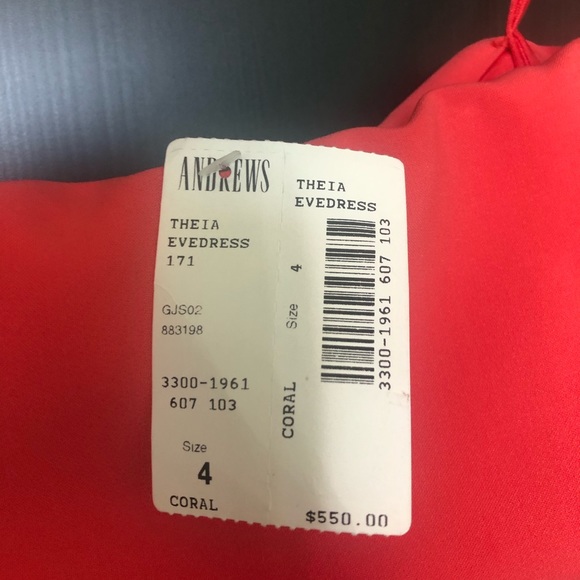 ANDREWS
THEIA
EVEDRESS
171
GJS02
883198
3300-1961
607 103
Size
4
CORAL
THEIA
EVEDRESS
Size 4
CORAL
3300-1961 607 103
$550.00